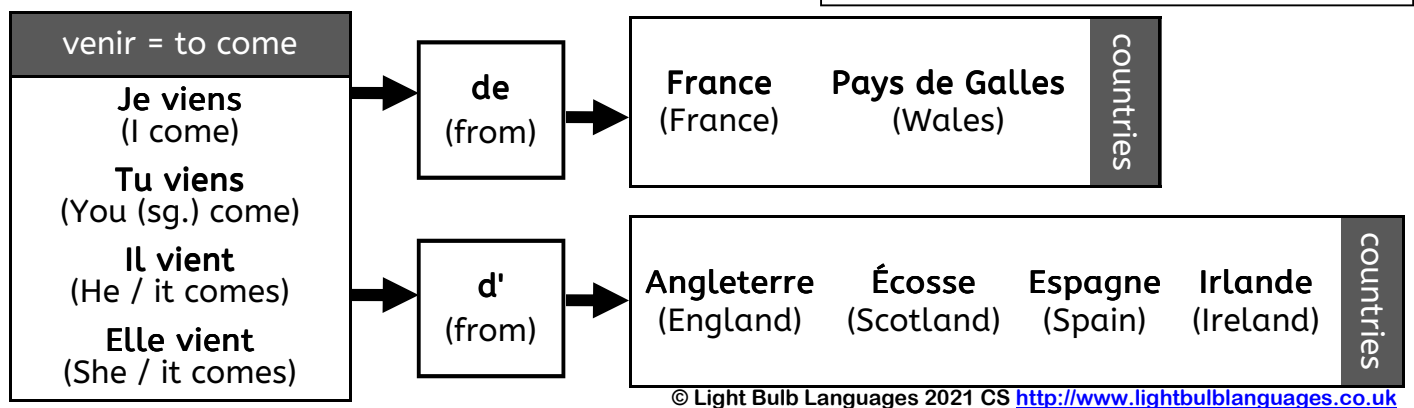 venir = to come
Je viens
(I come)
Tu viens
(You (sg.) come)
Il vient
(He / it comes)
Elle vient
(She / it comes)
de
(from)
France
(France)
Pays de Galles
(Wales)
countries
d'
(from)
Angleterre
(England)
Écosse
(Scotland)
Espagne
(Spain)
Irlande
(Ireland)
countries
© Light Bulb Languages 2021 CS http://www.lightbulblanguages.co.uk